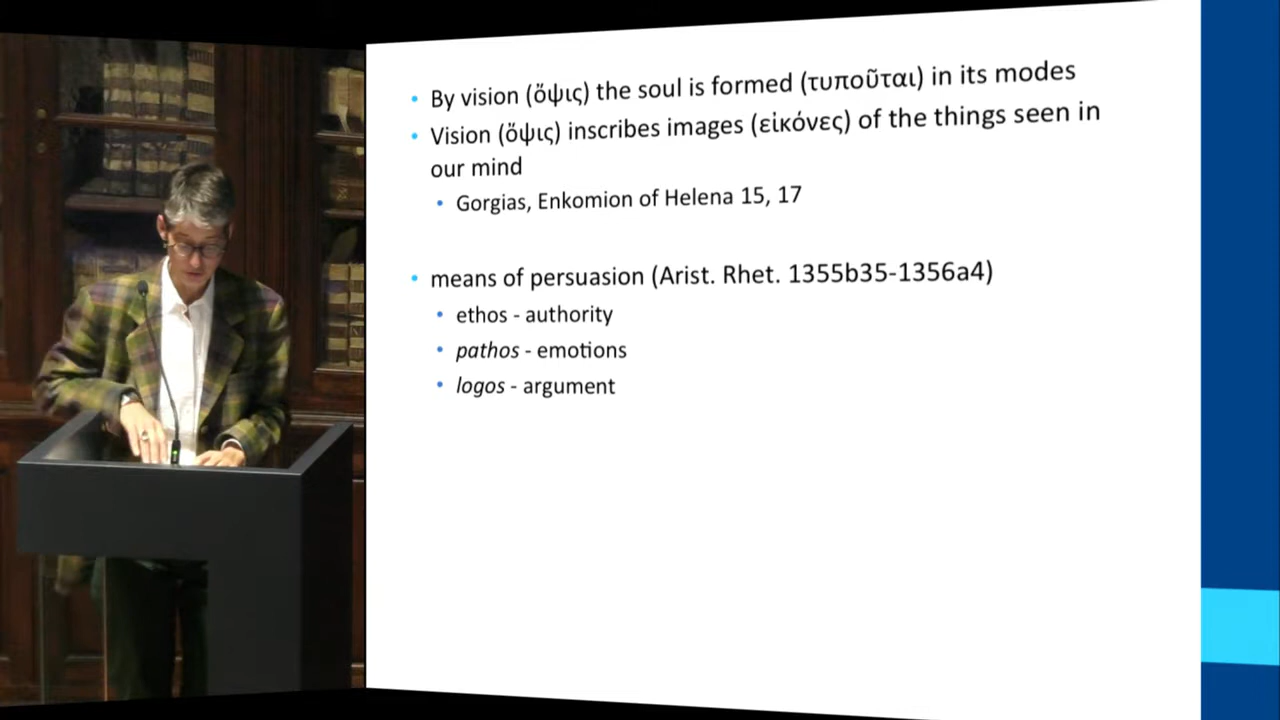 By vision (ὄψις) the soul is formed (τυποῦται) in its modes
Vision (ὄψις) inscribes images (εἰκόνες) of the things seen in
our mind
Gorgias, Enkomion of Helena 15, 17
means of persuasion (Arist. Rhet. 1355b35-1356a4)
ethos - authority
pathos - emotions
logos - argument